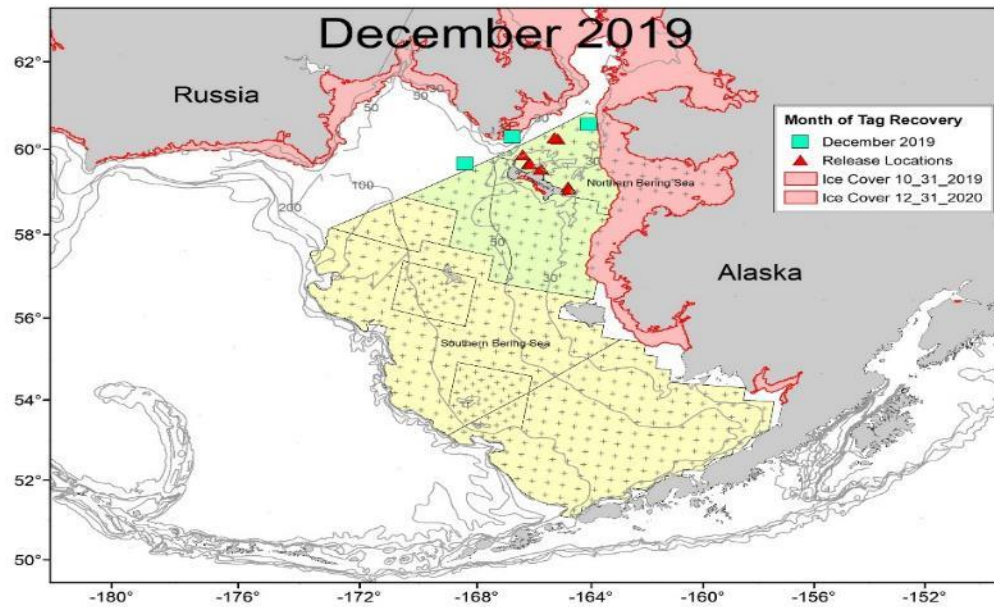 December 2019
62°
60°
58°
56°
54°
52°
50°
Russia
50
30
30
100
200
30
Northern Bering Sea
50
30
Alaska
Southern Bering Sea
Month of Tag Recovery
December 2019
Release Locations
Ice Cover 10_31_2019
Ice Cover 12_31_2020
-180°
-176°
-172°
-168°
-164°
-160°
-156°
-152°